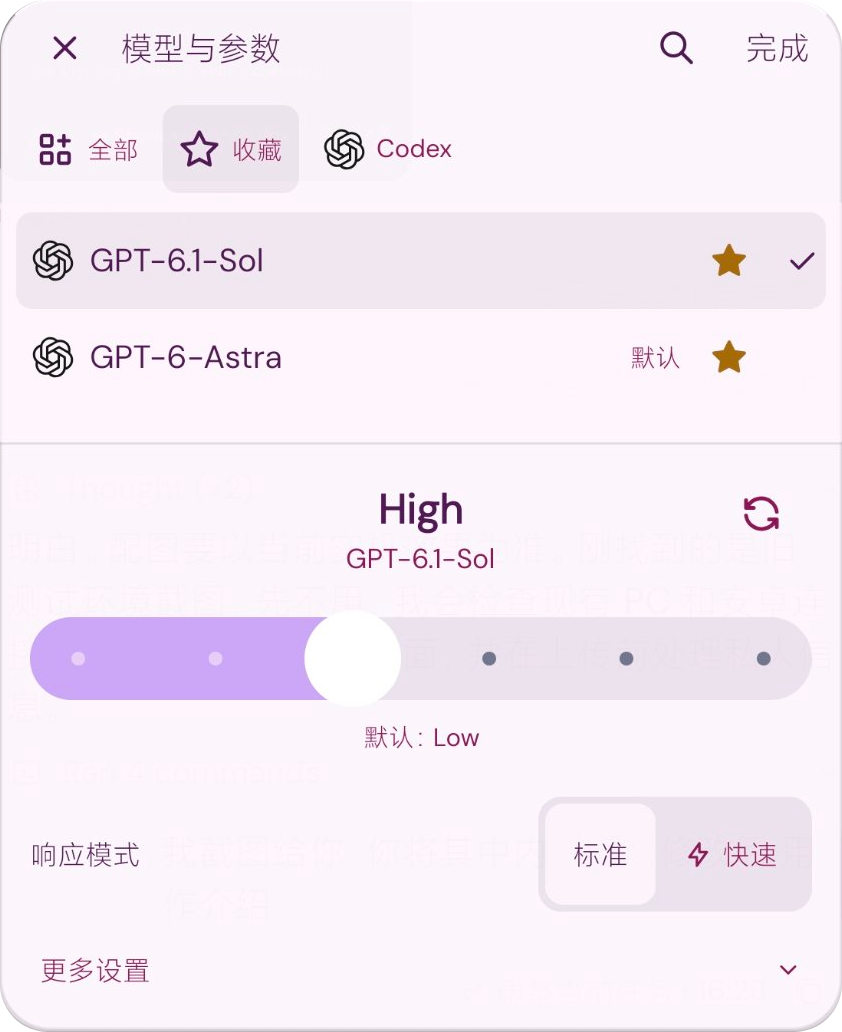 模型与参数 完成
全部 收藏 Codex
GPT-6.1-Sol
GPT-6-Astra 默认
High
GPT-6.1-Sol
默认: Low
响应模式 标准 快速
更多设置